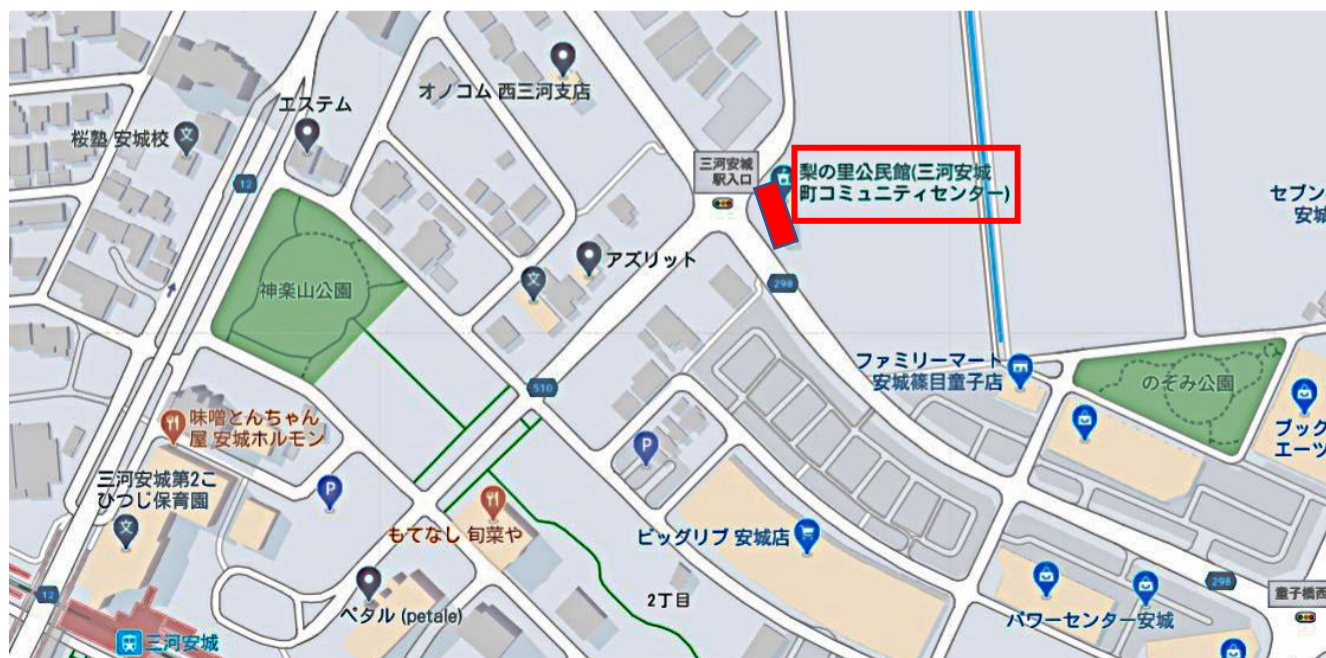 オノコム 西三河支店
エステム
桜塾 安城校
12
三河安城
駅入口
梨の里公民館(三河安城
町コミュニティセンター)
セブン
安城
アズリット
神楽山公園
298
ファミリーマート
安城篠目童子店
のぞみ公園
510
味噌とんちゃん
屋 安城ホルモン
P
ブック
エーツ
三河安城第2こ
ひつじ保育園
P
もてなし 旬菜や
ビッグリブ 安城店
298
12
ペタル (petale)
2丁目
パワーセンター安城
童子橋西
三河安城
文
文
文